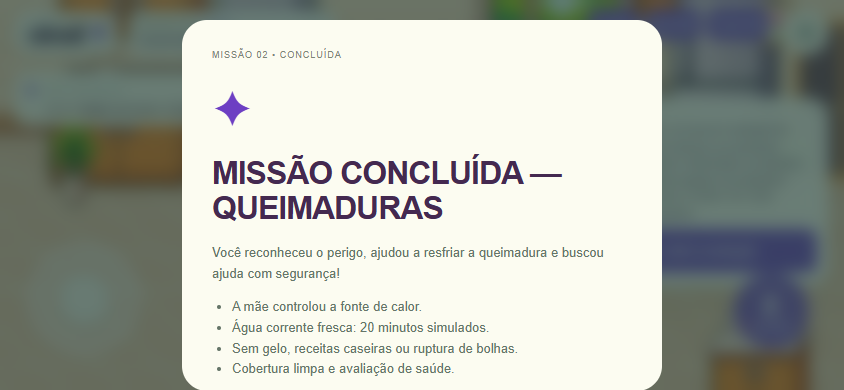 MISSÃO 02 • CONCLUÍDA
MISSÃO CONCLUÍDA —
QUEIMADURAS
Você reconheceu o perigo, ajudou a resfriar a queimadura e buscou
ajuda com segurança!
• A mãe controlou a fonte de calor.
• Água corrente fresca: 20 minutos simulados.
• Sem gelo, receitas caseiras ou ruptura de bolhas.
• Cobertura limpa e avaliação de saúde.